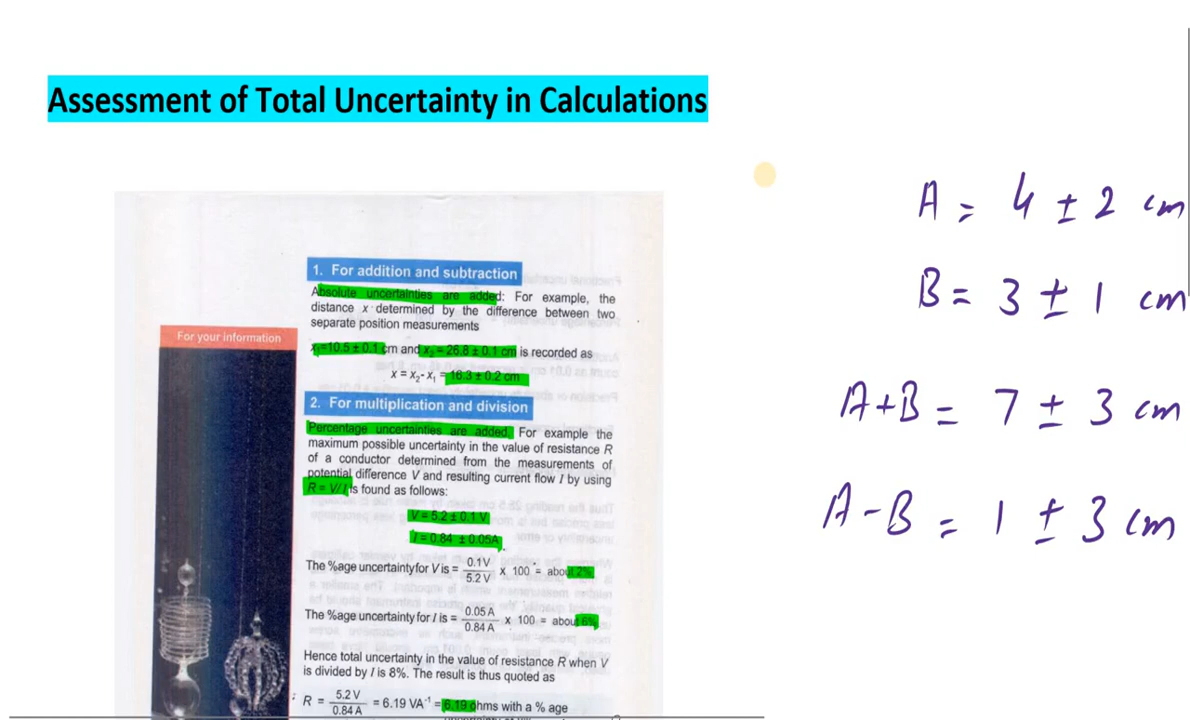 Assessment of Total Uncertainty in Calculations
1. For addition and subtraction
Absolute uncertainties are added: For example, the
distance x determined by the difference between two
separate position measurements
x₁=10.5 ± 0.1 cm and x₂ = 26.8 ± 0.1 cm is recorded as
x = x₂- x₁ = 16.3 ± 0.2 cm
2. For multiplication and division
Percentage uncertainties are added. For example the
maximum possible uncertainty in the value of resistance R
of a conductor determined from the measurements of
potential difference V and resulting current flow I by using
R = V/I is found as follows:
V = 5.2 ± 0.1 V
I = 0.84 ± 0.05A.
The %age uncertainty for V is = 0.1V / 5.2 V x 100 = about 2%.
The %age uncertainty for I is = 0.05 A / 0.84 A x 100 = about 6%.
Hence total uncertainty in the value of resistance R when V
is divided by I is 8%. The result is thus quoted as
R = 5.2 V / 0.84 A = 6.19 VA⁻¹ = 6.19 ohms with a % age
For your information
A = 4 ± 2 cm
B = 3 ± 1 cm
A+B = 7 ± 3 cm
A-B = 1 ± 3 cm